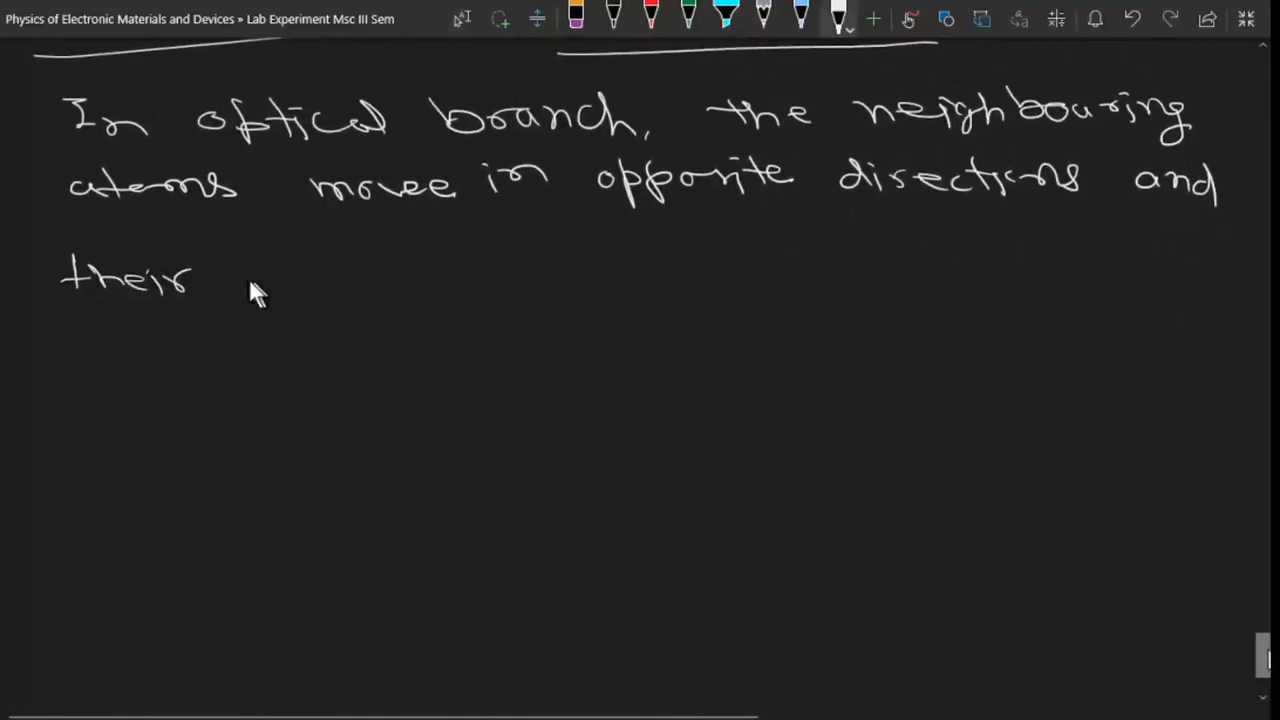 Physics of Electronic Materials and Devices » Lab Experiment Msc III Sem
In optical branch, the neighbouring
atoms move in opposite directions and
their